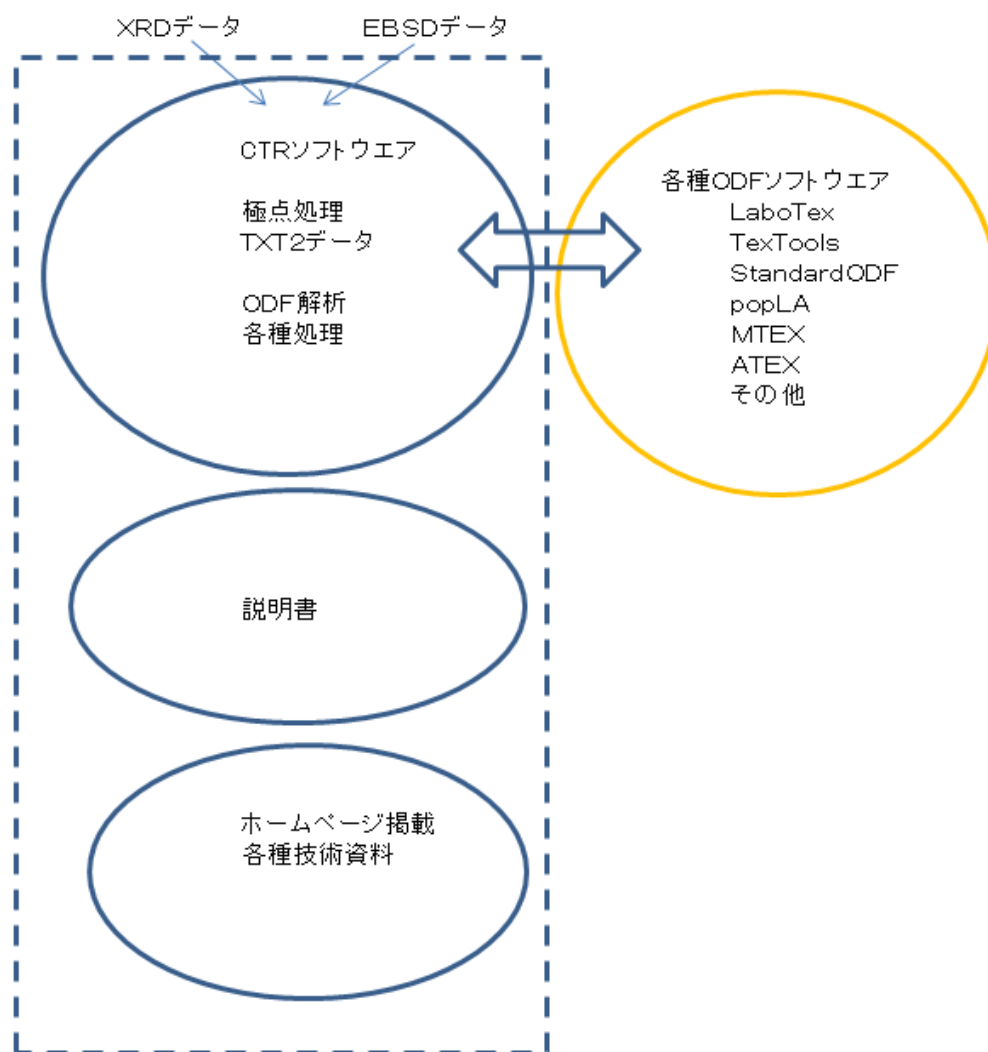 XRDデータ
EBSDデータ
CTRソフトウエア
極点処理
TXT2データ
ODF解析
各種処理
各種ODFソフトウエア
LaboTex
TexTools
StandardODF
popLA
MTEX
ATEX
その他
説明書
ホームページ掲載
各種技術資料